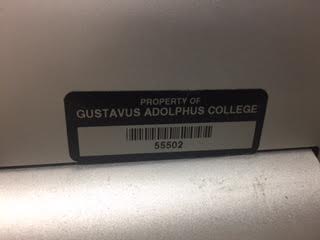 PROPERTY OF
GUSTAVUS ADOLPHUS COLLEGE
55502